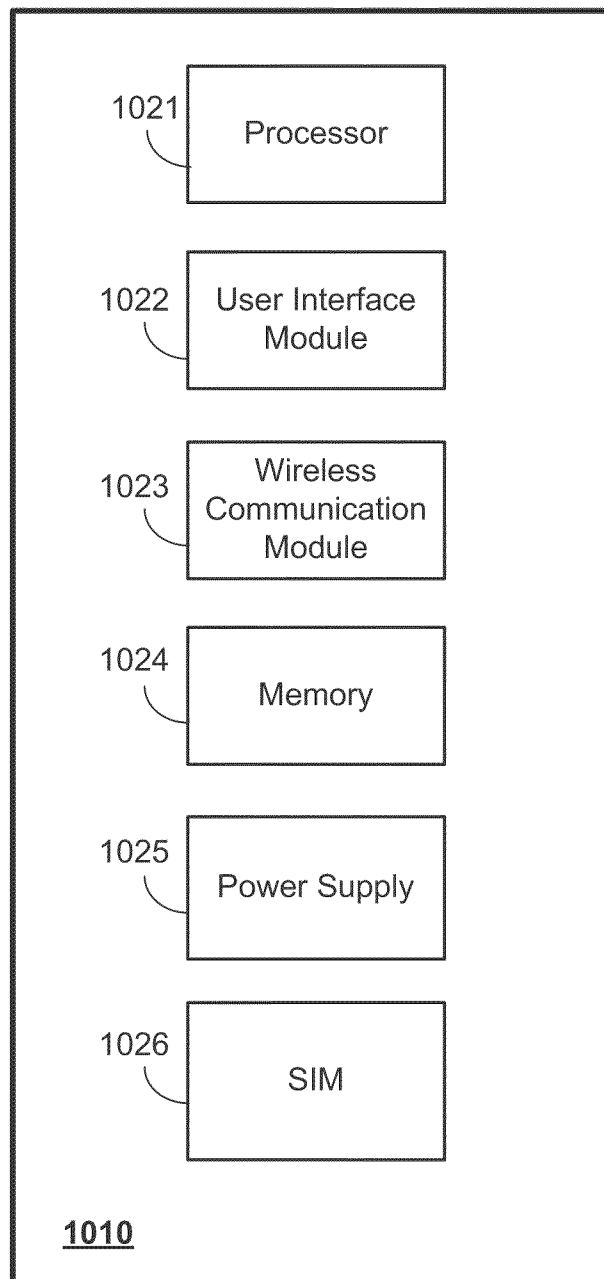 1021
Processor
1022
User Interface
Module
1023
Wireless
Communication
Module
1024
Memory
1025
Power Supply
1026
SIM
1010